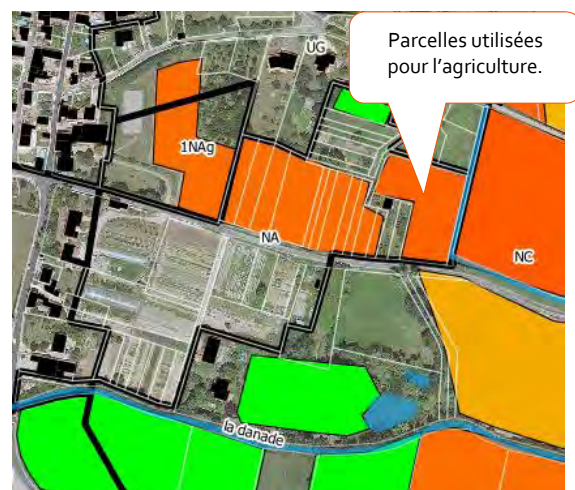 Parcelles utilisées
pour l’agriculture.
UG
1NAg
NA
NC
la danade